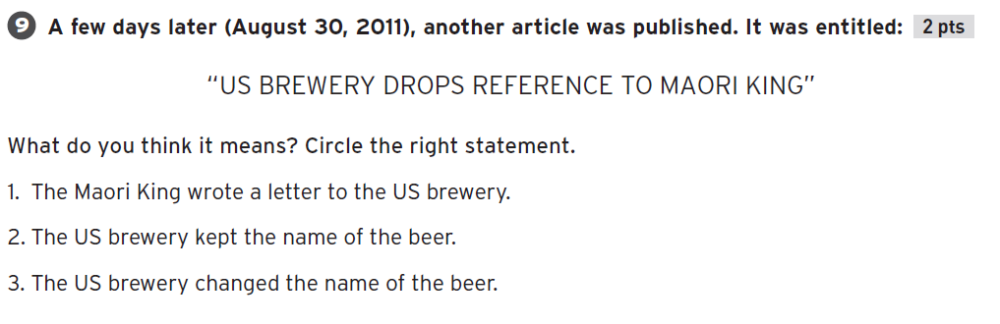 9 A few days later (August 30, 2011), another article was published. It was entitled: 2 pts
“US BREWERY DROPS REFERENCE TO MAORI KING”
What do you think it means? Circle the right statement.
1. The Maori King wrote a letter to the US brewery.
2. The US brewery kept the name of the beer.
3. The US brewery changed the name of the beer.